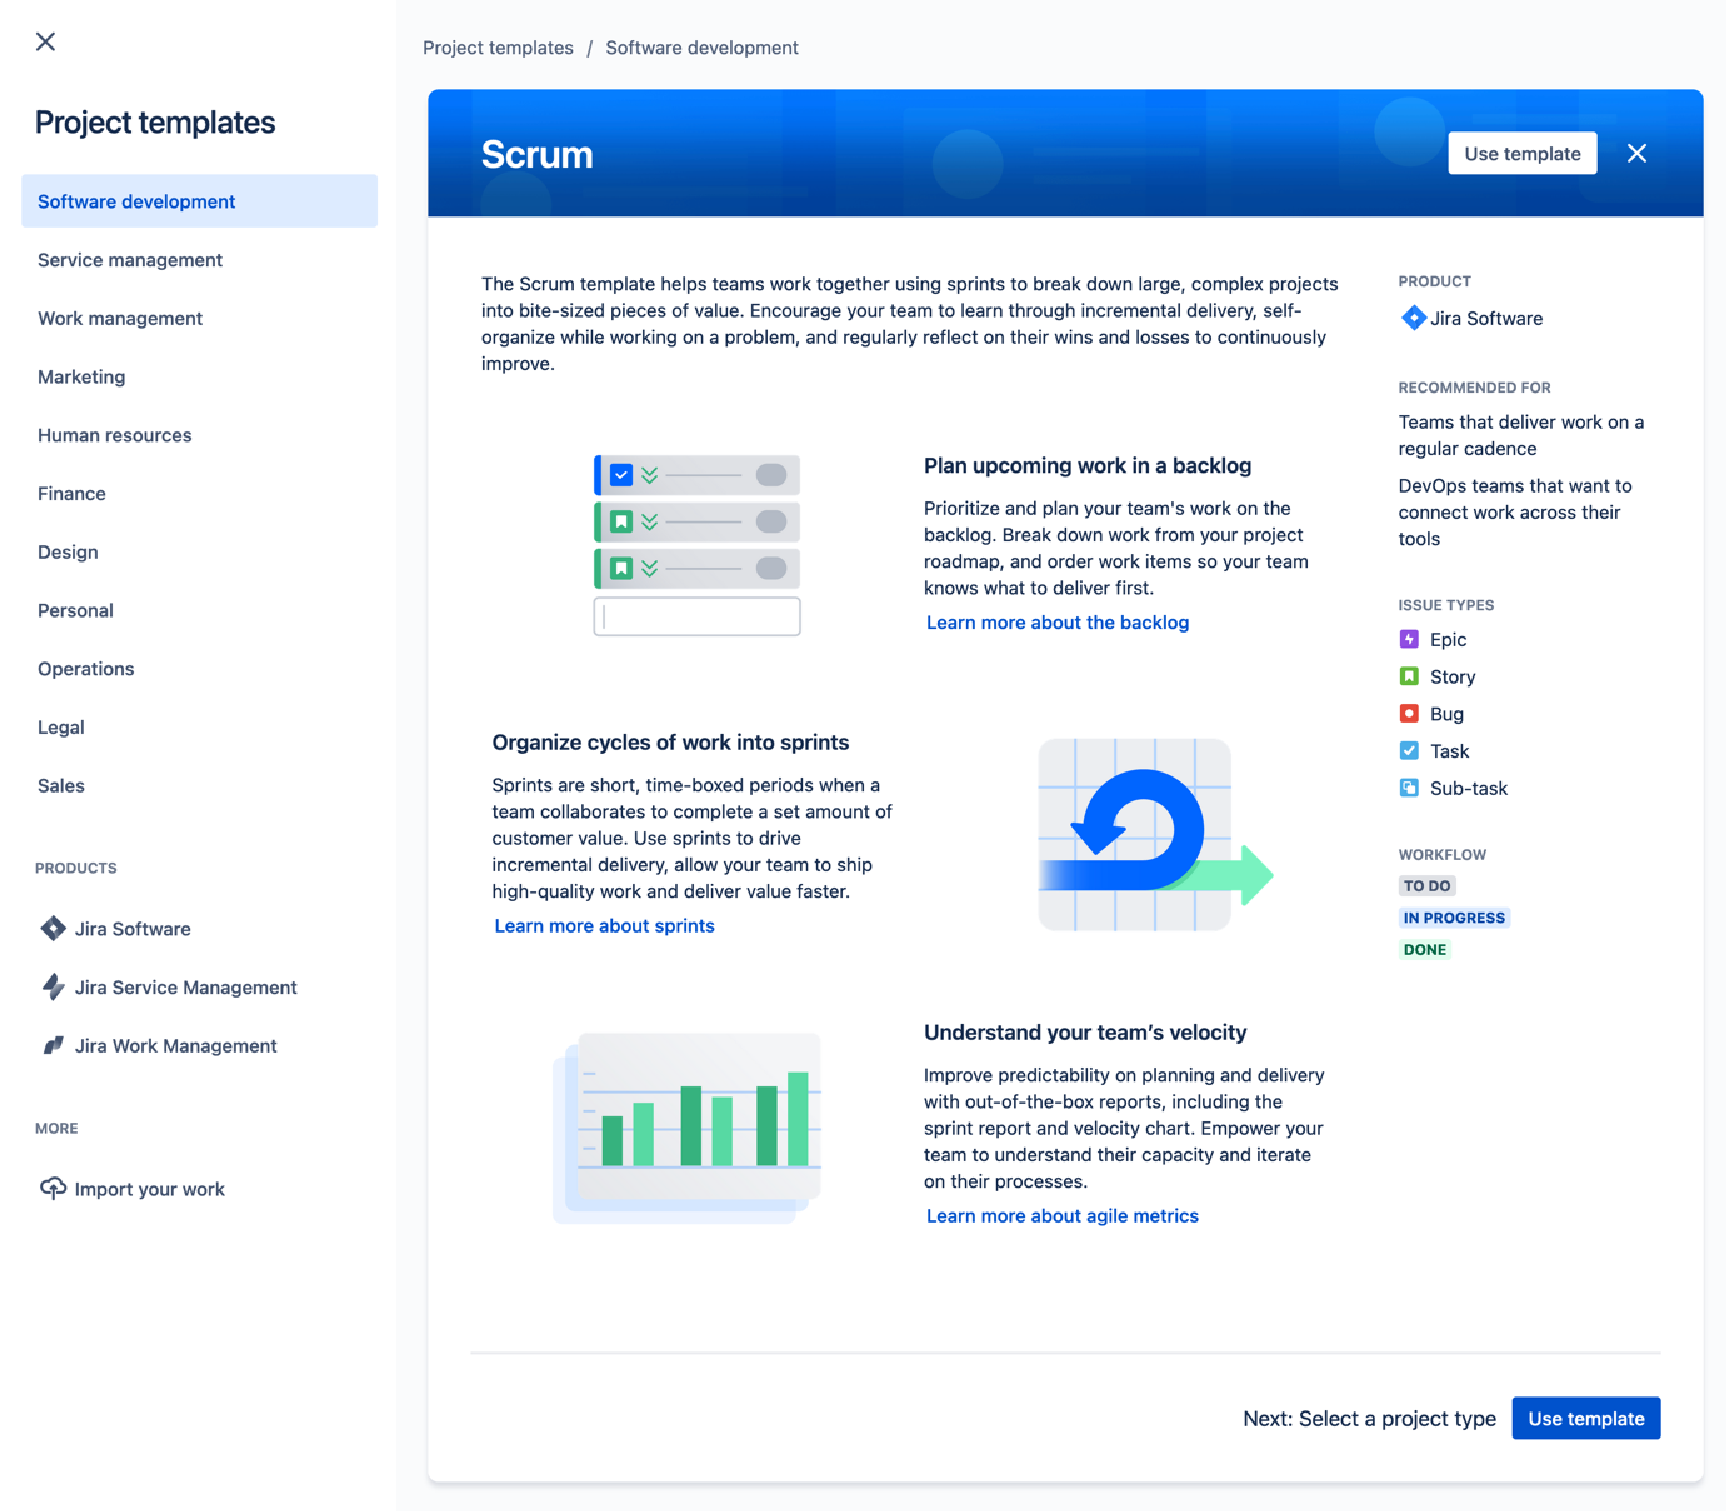 Project templates
Software development
Service management
Work management
Marketing
Human resources
Finance
Design
Personal
Operations
Legal
Sales
PRODUCTS
Jira Software
Jira Service Management
Jira Work Management
MORE
Import your work
Project templates / Software development
Scrum
Use template
The Scrum template helps teams work together using sprints to break down large, complex projects
into bite-sized pieces of value. Encourage your team to learn through incremental delivery, self-
organize while working on a problem, and regularly reflect on their wins and losses to continuously
improve.
Plan upcoming work in a backlog
Prioritize and plan your team's work on the
backlog. Break down work from your project
roadmap, and order work items so your team
knows what to deliver first.
Learn more about the backlog
Organize cycles of work into sprints
Sprints are short, time-boxed periods when a
team collaborates to complete a set amount of
customer value. Use sprints to drive
incremental delivery, allow your team to ship
high-quality work and deliver value faster.
Learn more about sprints
Understand your team’s velocity
Improve predictability on planning and delivery
with out-of-the-box reports, including the
sprint report and velocity chart. Empower your
team to understand their capacity and iterate
on their processes.
Learn more about agile metrics
PRODUCT
Jira Software
RECOMMENDED FOR
Teams that deliver work on a
regular cadence
DevOps teams that want to
connect work across their
tools
ISSUE TYPES
Epic
Story
Bug
Task
Sub-task
WORKFLOW
TO DO
IN PROGRESS
DONE
Next: Select a project type
Use template